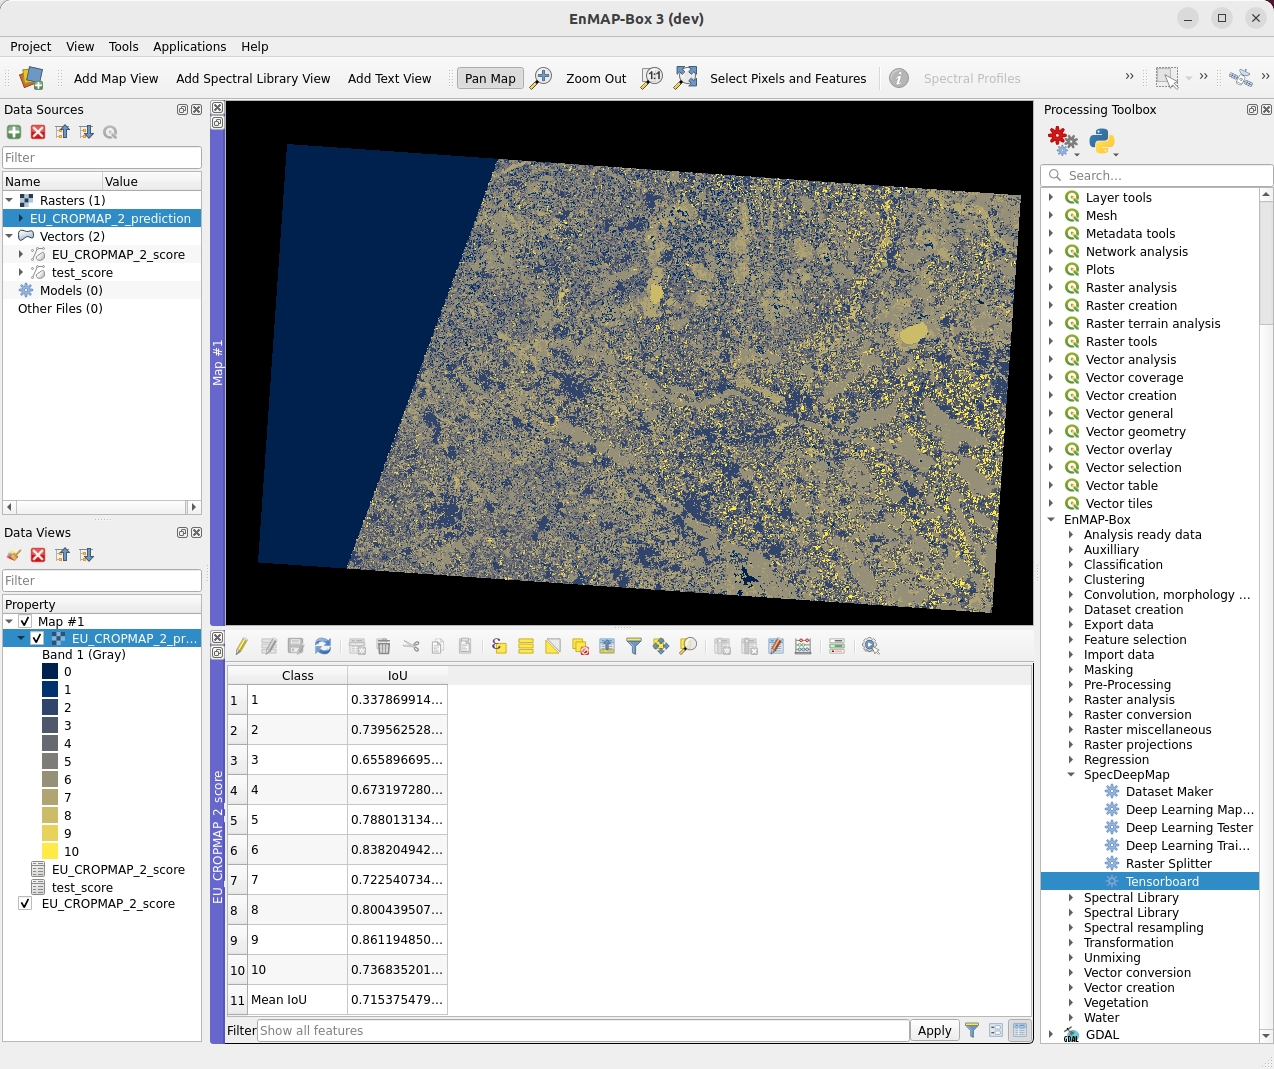 EnMAP-Box 3 (dev)
Project View Tools Applications Help
Add Map View Add Spectral Library View Add Text View Pan Map Zoom Out 1:1 Select Pixels and Features Spectral Profiles
Data Sources
Filter
Name Value
Rasters (1)
EU_CROPMAP_2_prediction
Vectors (2)
EU_CROPMAP_2_score
test_score
Models (0)
Other Files (0)
Data Views
Filter
Property
Map #1
EU_CROPMAP_2_pr...
Band 1 (Gray)
0
1
2
3
4
5
6
7
8
9
10
EU_CROPMAP_2_score
test_score
EU_CROPMAP_2_score
Map #1
EU_CROPMAP_2_score
Class IoU
1 1 0.337869914...
2 2 0.739562528...
3 3 0.655896695...
4 4 0.673197280...
5 5 0.788013134...
6 6 0.838204942...
7 7 0.722540734...
8 8 0.800439507...
9 9 0.861194850...
10 10 0.736835201...
11 Mean IoU 0.715375479...
Filter Show all features Apply
Processing Toolbox
Search...
Layer tools
Mesh
Metadata tools
Network analysis
Plots
Raster analysis
Raster creation
Raster terrain analysis
Raster tools
Vector analysis
Vector coverage
Vector creation
Vector general
Vector geometry
Vector overlay
Vector selection
Vector table
Vector tiles
EnMAP-Box
Analysis ready data
Auxilliary
Classification
Clustering
Convolution, morphology ...
Dataset creation
Export data
Feature selection
Import data
Masking
Pre-Processing
Raster analysis
Raster conversion
Raster miscellaneous
Raster projections
Regression
SpecDeepMap
Dataset Maker
Deep Learning Map...
Deep Learning Tester
Deep Learning Trai...
Raster Splitter
Tensorboard
Spectral Library
Spectral Library
Spectral resampling
Transformation
Unmixing
Vector conversion
Vector creation
Vegetation
Water
GDAL